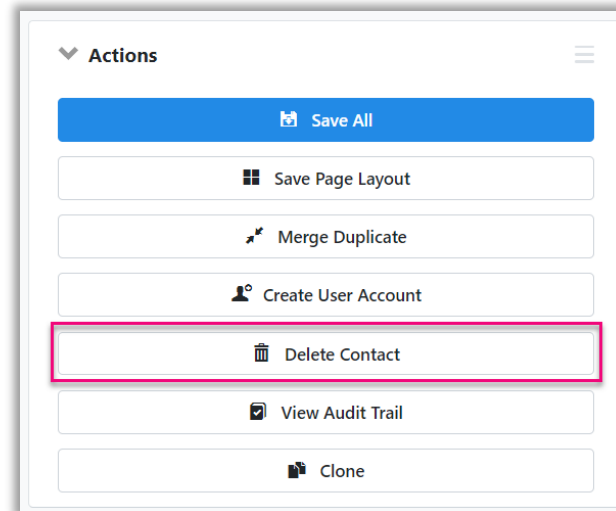 Actions
Save All
Save Page Layout
Merge Duplicate
Create User Account
Delete Contact
View Audit Trail
Clone